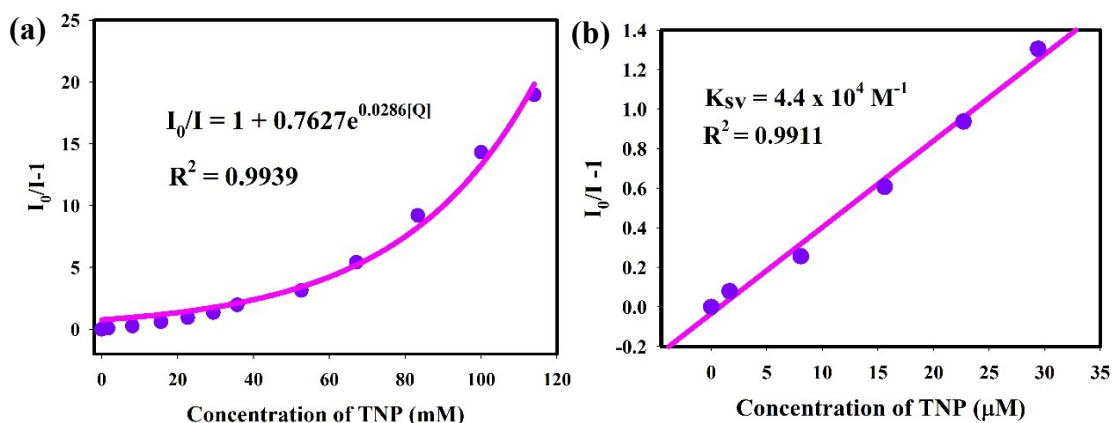 (a)
25
20
15
10
5
0
I₀/I-1
I₀/I = 1 + 0.7627e^0.0286[Q]
R² = 0.9939
0 20 40 60 80 100 120
Concentration of TNP (mM)
(b)
1.4
1.2
1.0
0.8
0.6
0.4
0.2
0.0
-0.2
I₀/I -1
Ksv = 4.4 x 10⁴ M⁻¹
R² = 0.9911
0 5 10 15 20 25 30 35
Concentration of TNP (μM)